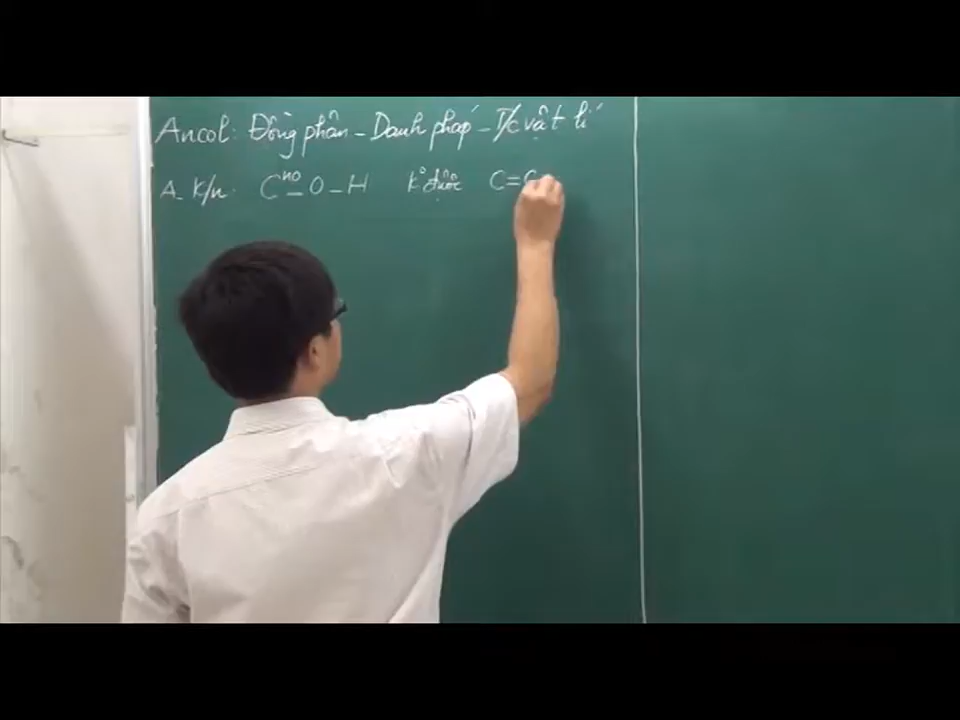 Ancol: Đồng phân - Danh pháp - T/c vật lí
A. K/n: C no - O - H k° được C = C